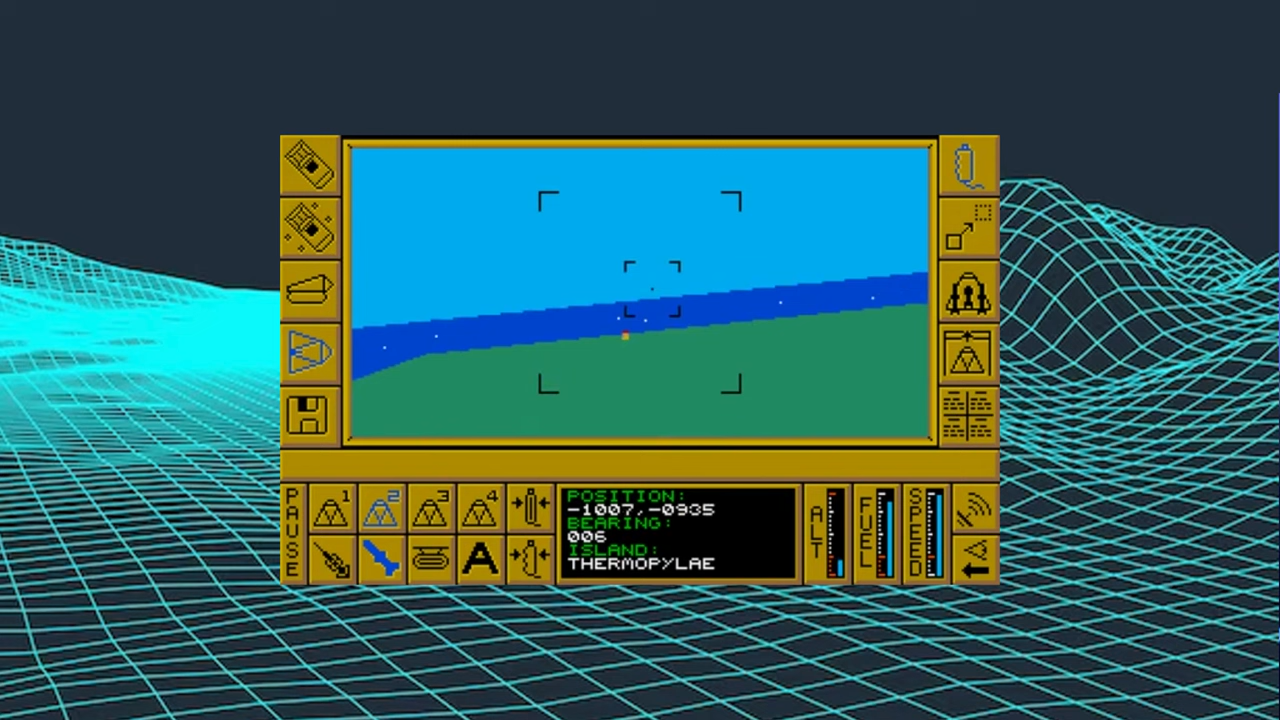 PAUSE
1
2
3
4
A
POSITION:
-1007,-0935
BEARING:
006
ISLAND:
THERMOPYLAE
ALT
FUEL
SPEED